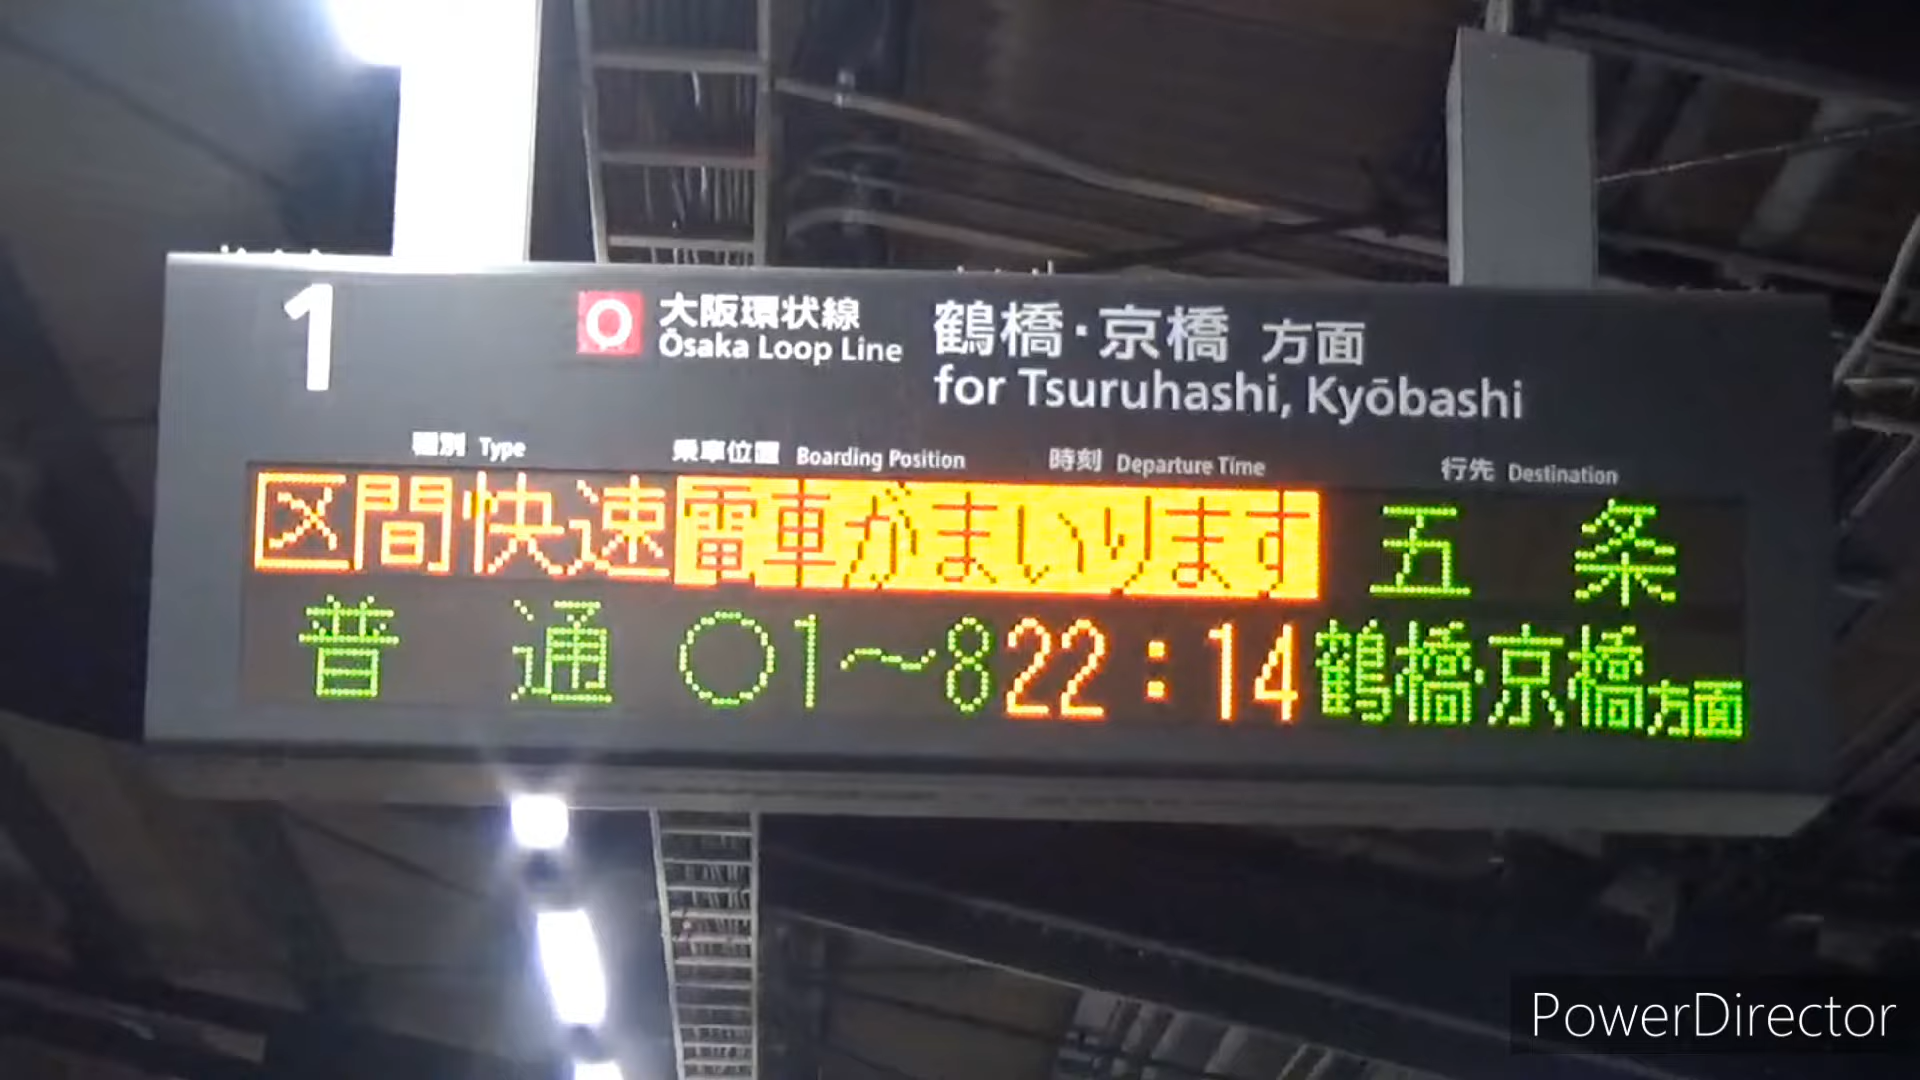 1
O 大阪環状線 鶴橋・京橋 方面
Ōsaka Loop Line for Tsuruhashi, Kyōbashi
種別 Type 乗車位置 Boarding Position 時刻 Departure Time 行先 Destination
区間快速 電車がまいります 五条
普通 ○1～8 22:14 鶴橋・京橋方面
PowerDirector